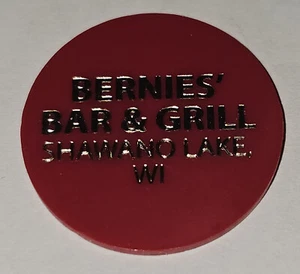 BERNIES'
BAR & GRILL
SHAWANO LAKE,
WI